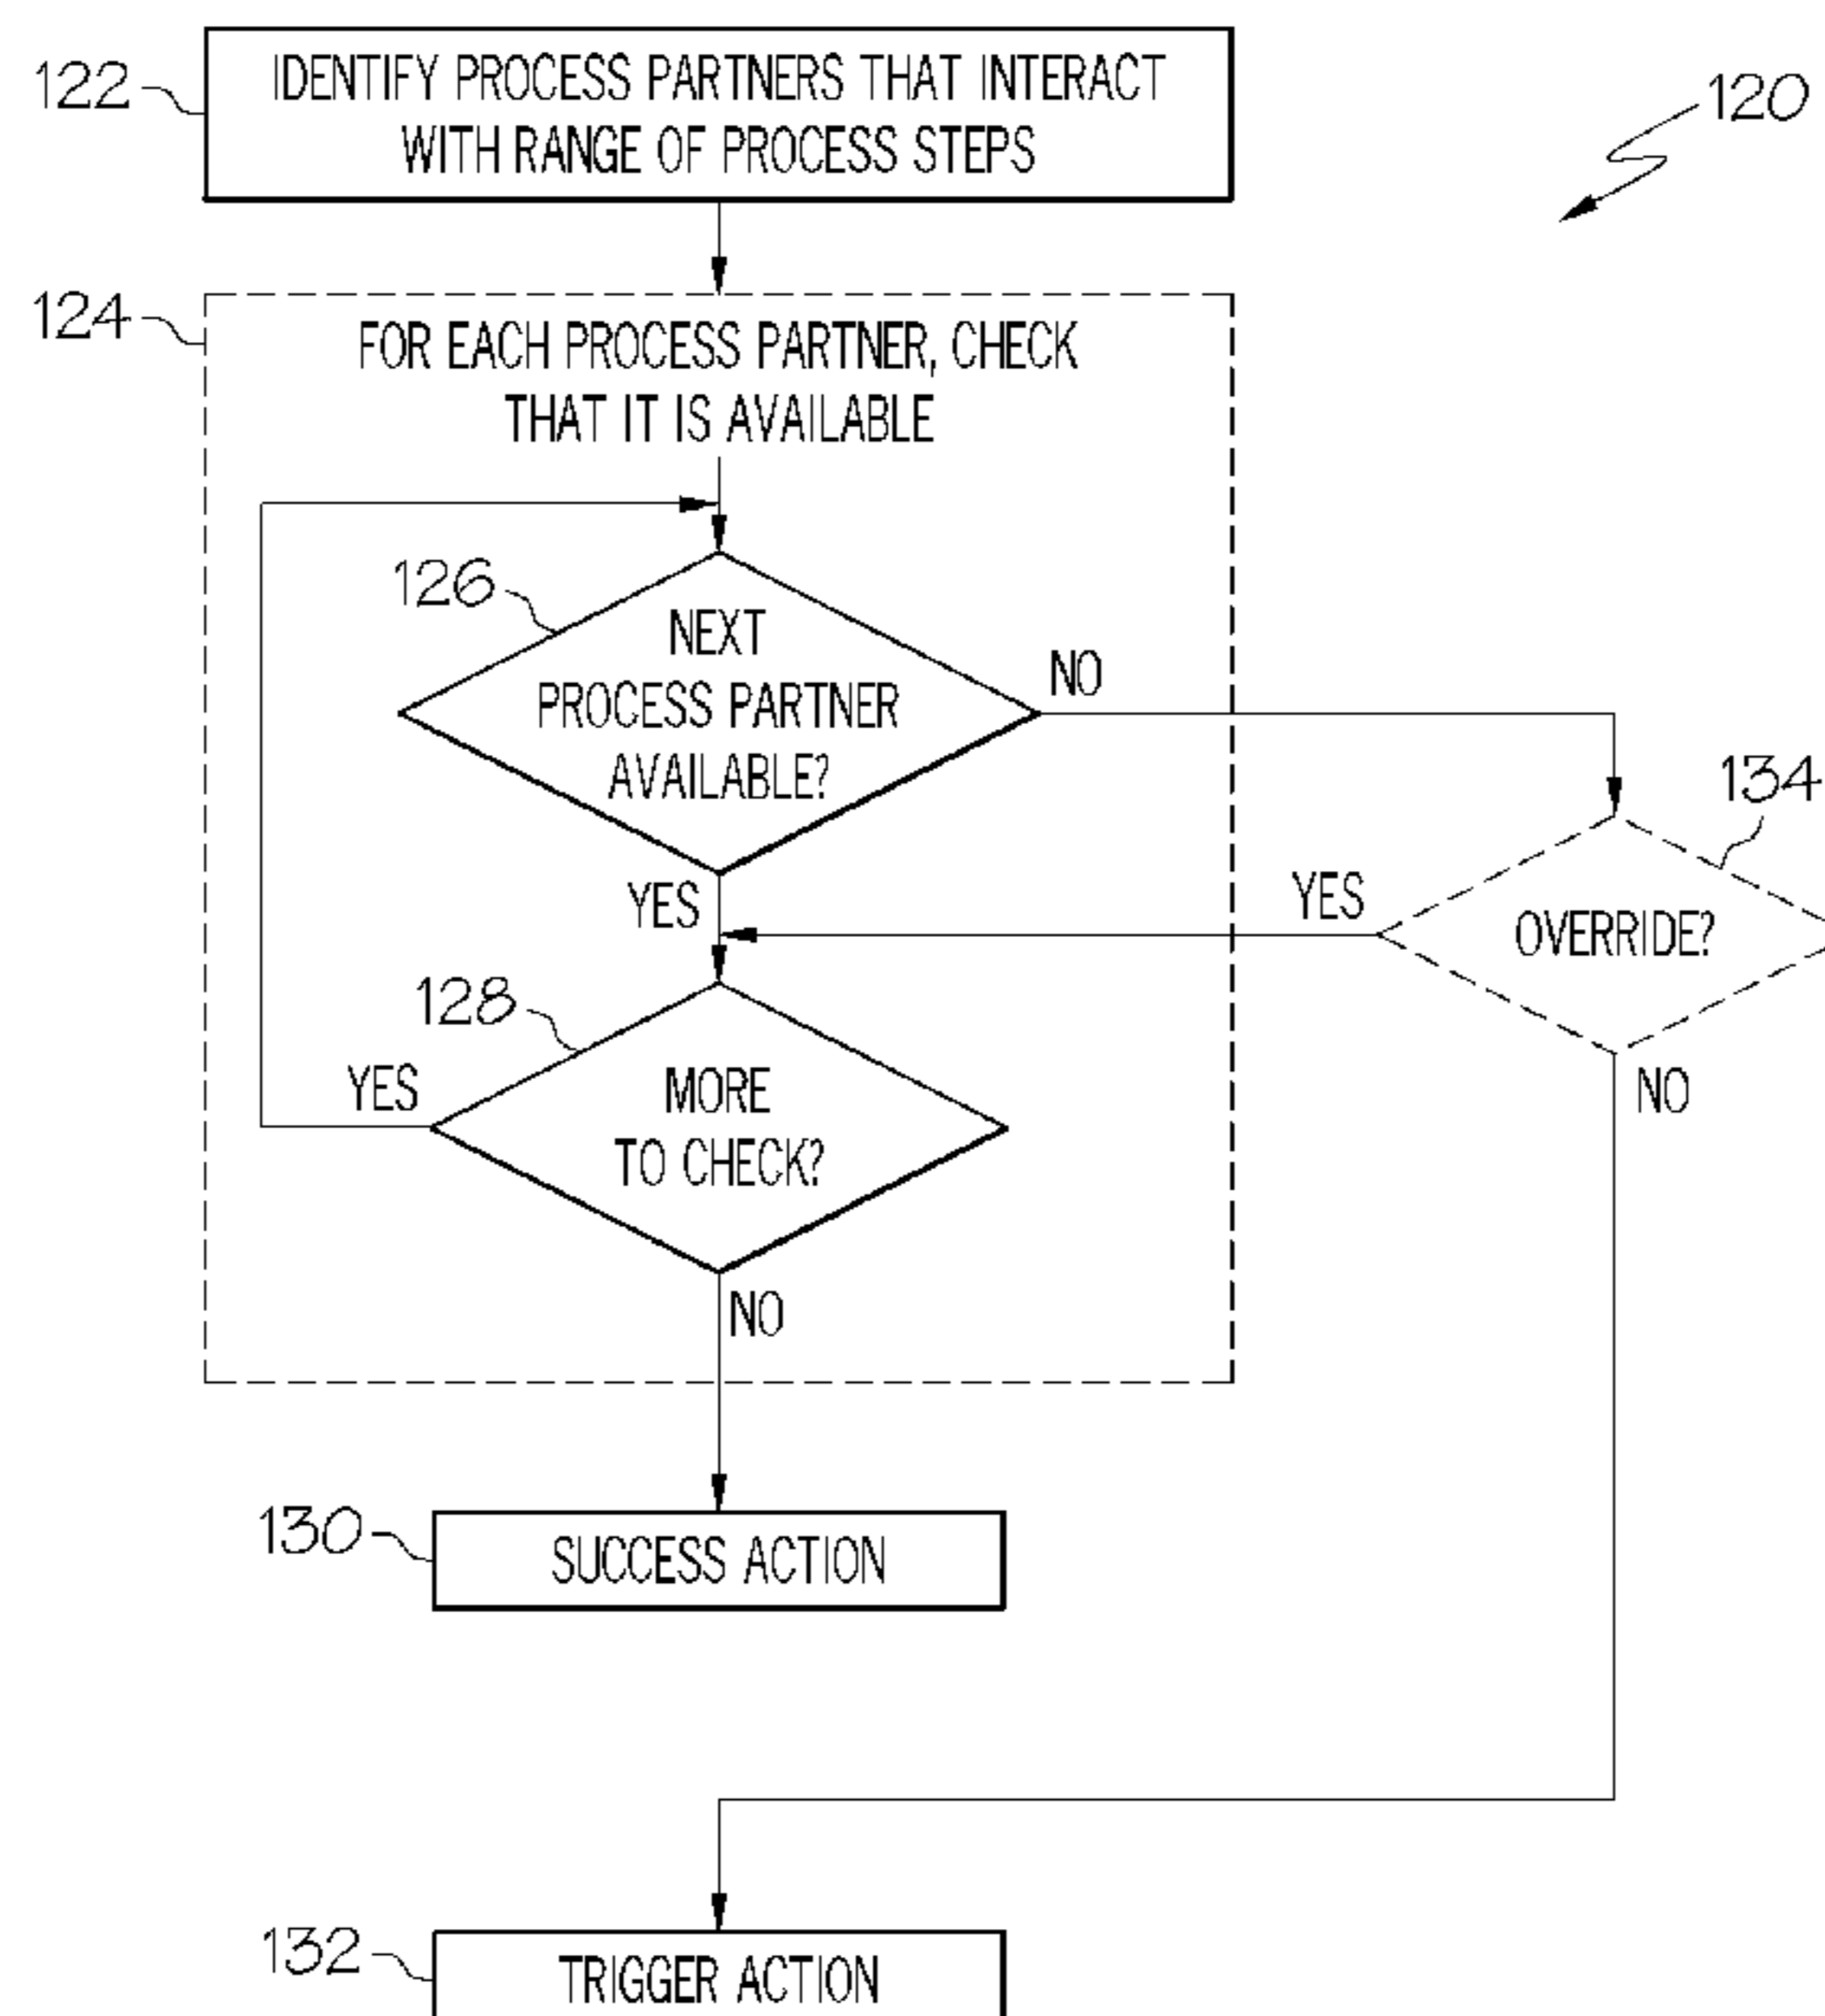 122
IDENTIFY PROCESS PARTNERS THAT INTERACT
WITH RANGE OF PROCESS STEPS
120
124
FOR EACH PROCESS PARTNER, CHECK
THAT IT IS AVAILABLE
126
NEXT
PROCESS PARTNER
AVAILABLE?
NO
134
YES
YES
OVERRIDE?
128
YES
MORE
TO CHECK?
NO
NO
130
SUCCESS ACTION
132
TRIGGER ACTION